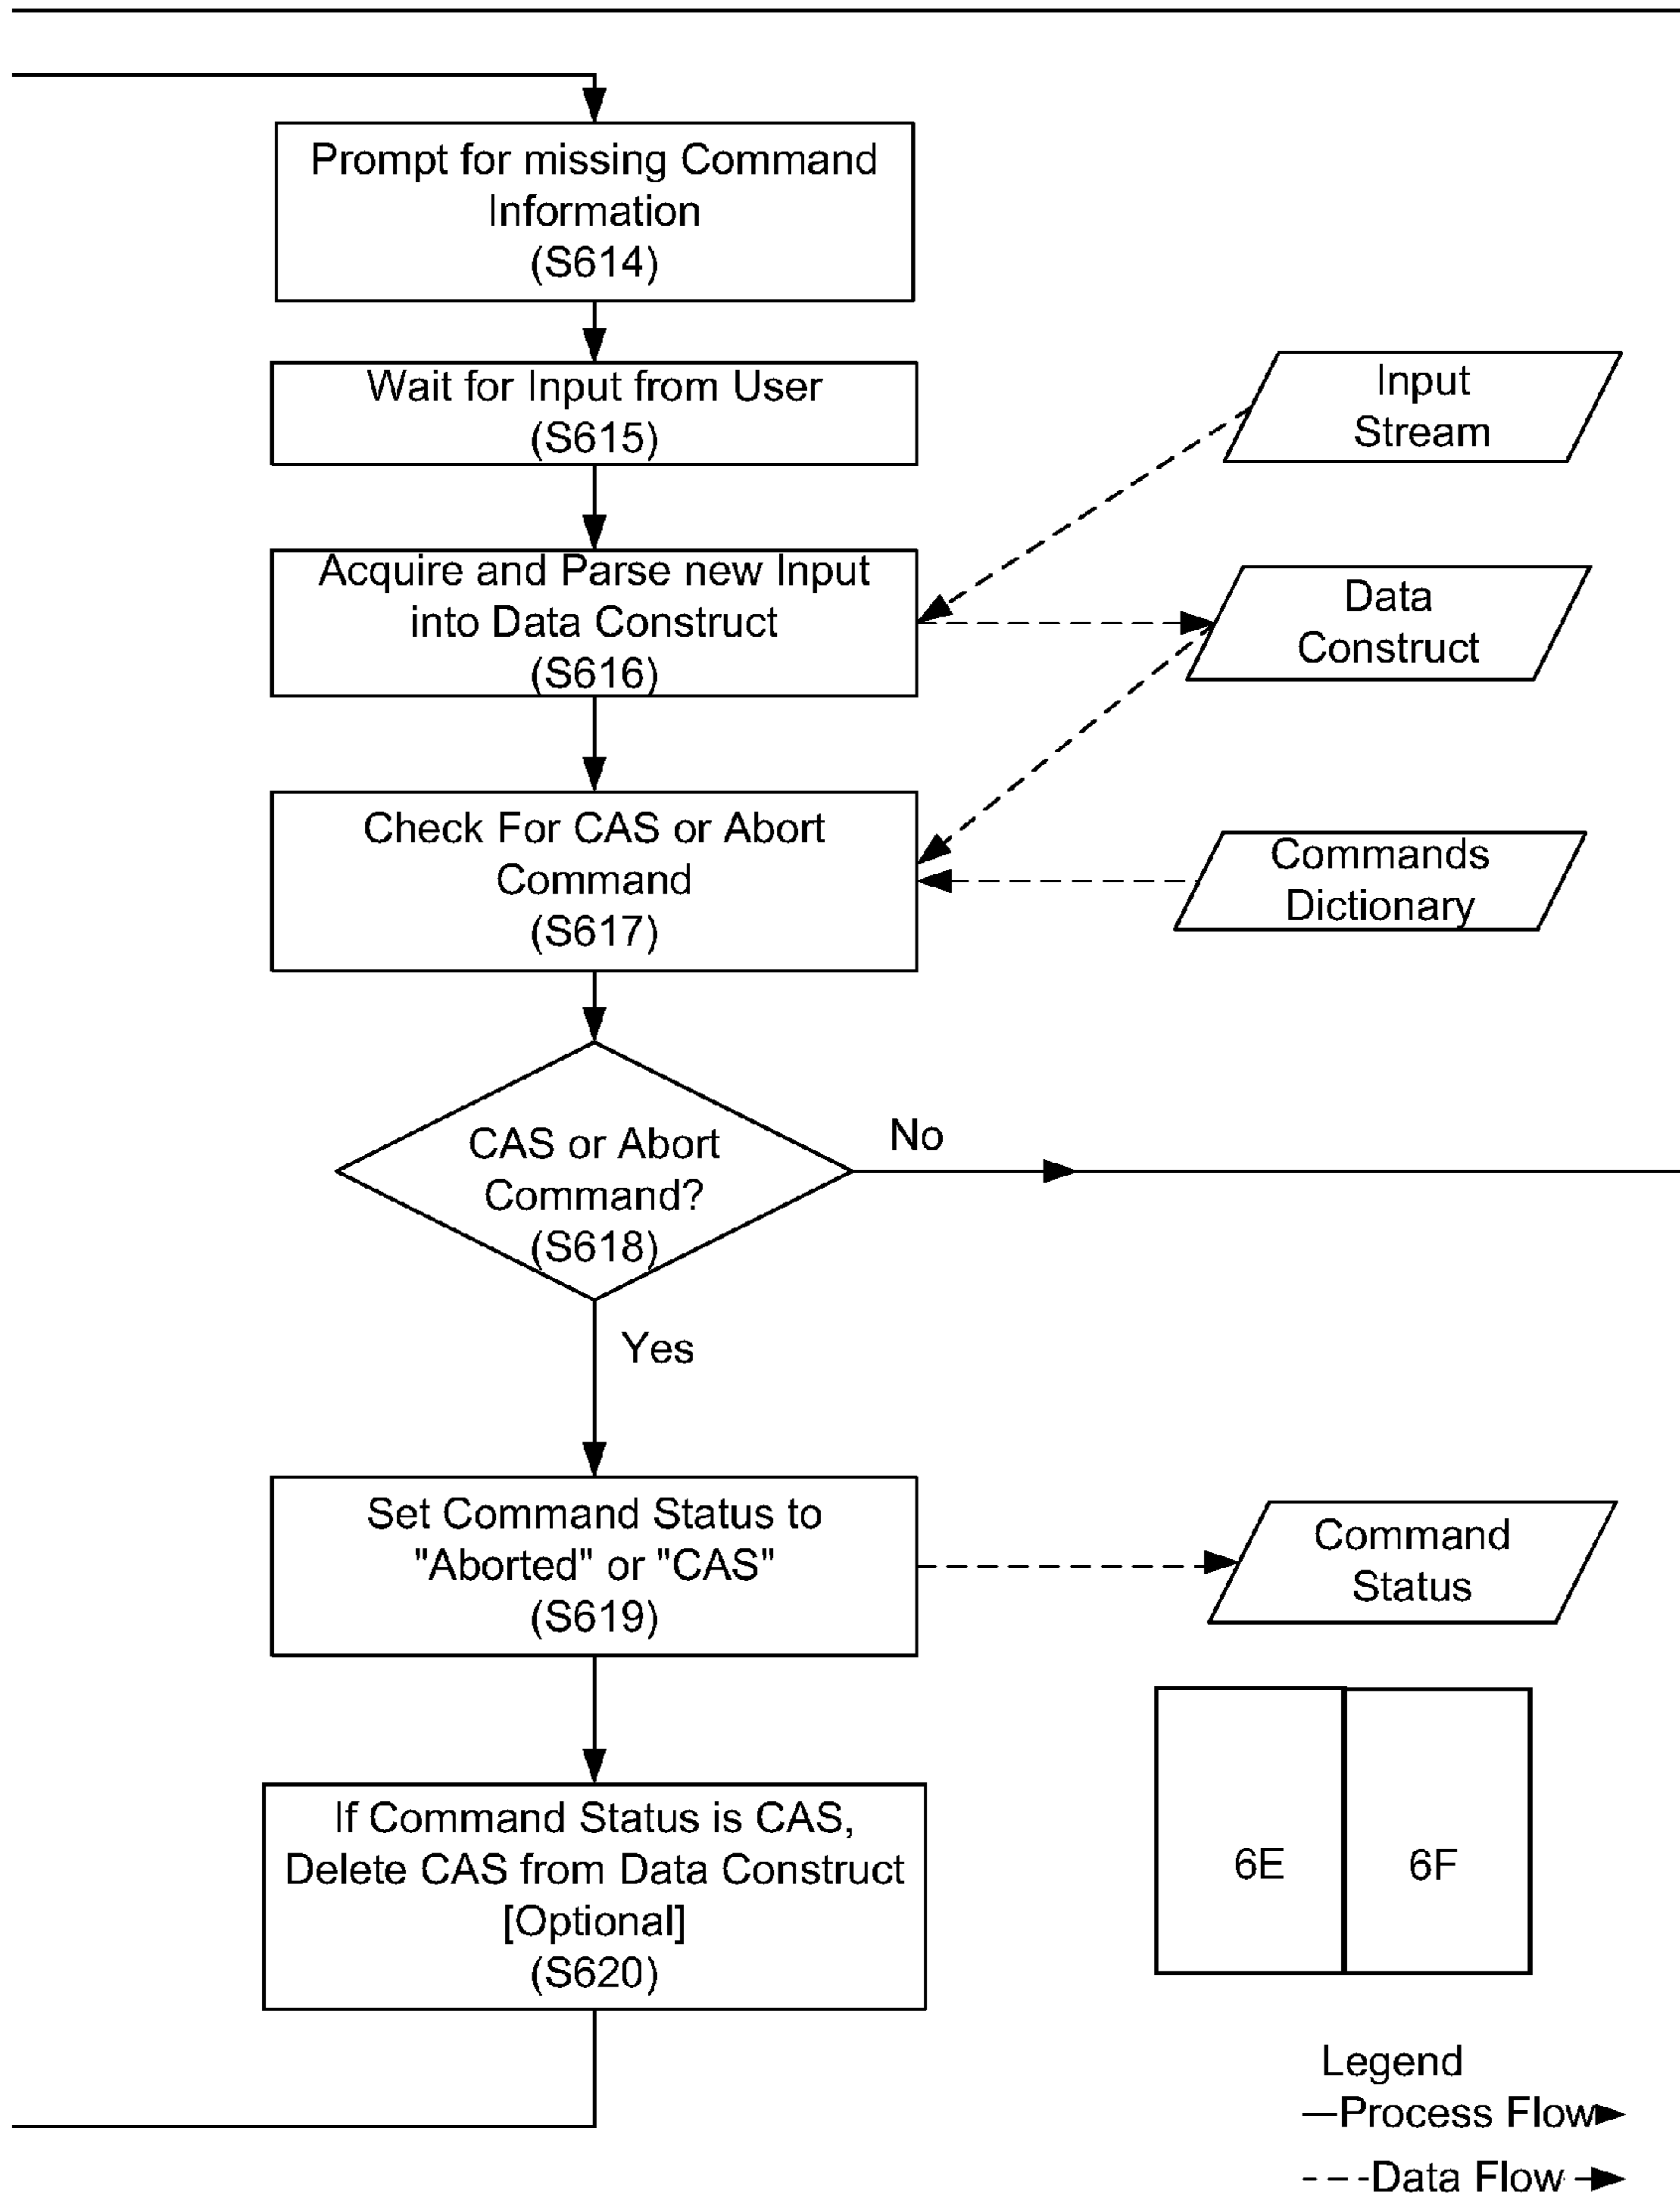 Prompt for missing Command
Information
(S614)
Wait for Input from User
(S615)
Input
Stream
Acquire and Parse new Input
into Data Construct
(S616)
Data
Construct
Check For CAS or Abort
Command
(S617)
Commands
Dictionary
CAS or Abort
Command?
(S618)
No
Yes
Set Command Status to
"Aborted" or "CAS"
(S619)
Command
Status
If Command Status is CAS,
Delete CAS from Data Construct
[Optional]
(S620)
6E
6F
Legend
Process Flow
Data Flow